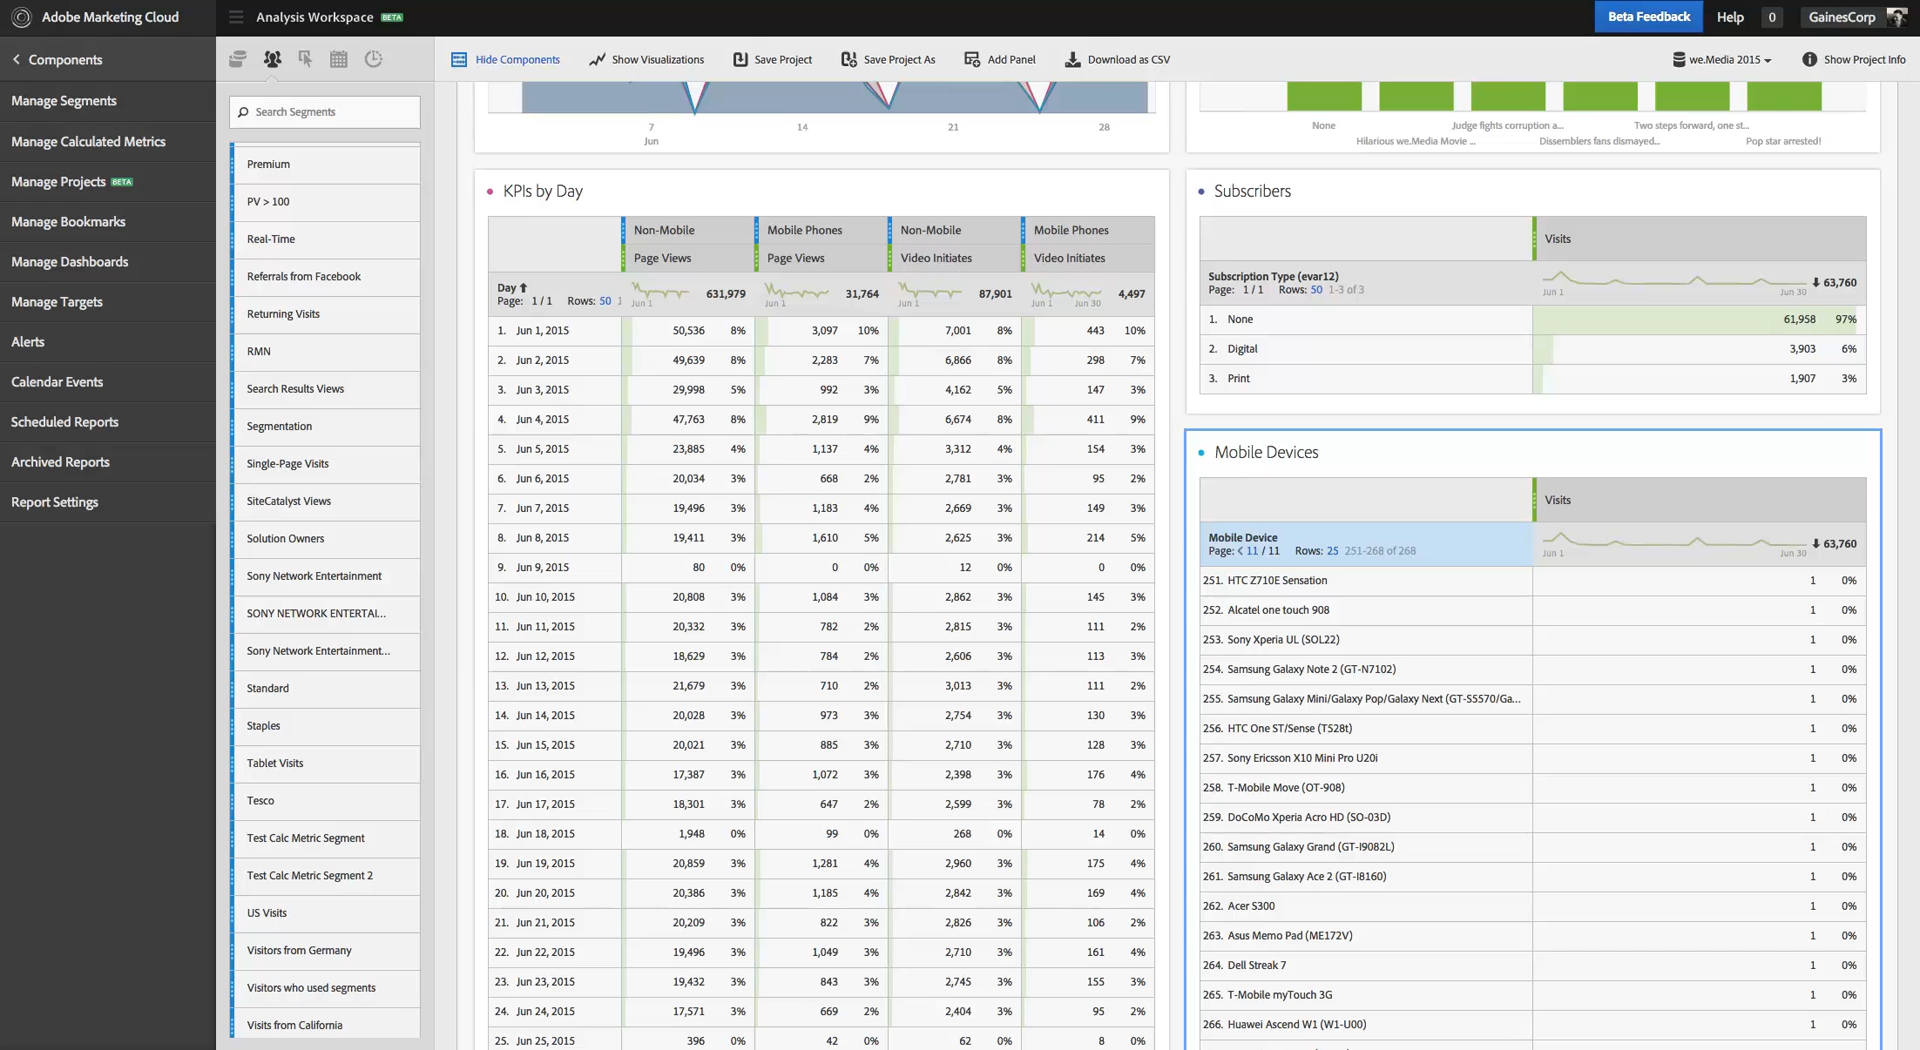 Adobe Marketing Cloud
Analysis Workspace BETA
Beta Feedback Help 0 GainesCorp
Components
Hide Components Show Visualizations Save Project Save Project As Add Panel Download as CSV we.Media 2015 Show Project Info
Manage Segments
Manage Calculated Metrics
Manage Projects BETA
Manage Bookmarks
Manage Dashboards
Manage Targets
Alerts
Calendar Events
Scheduled Reports
Archived Reports
Report Settings
Search Segments
Premium
PV > 100
Real-Time
Referrals from Facebook
Returning Visits
RMN
Search Results Views
Segmentation
Single-Page Visits
SiteCatalyst Views
Solution Owners
Sony Network Entertainment
SONY NETWORK ENTERTAI...
Sony Network Entertainment...
Standard
Staples
Tablet Visits
Tesco
Test Calc Metric Segment
Test Calc Metric Segment 2
US Visits
Visitors from Germany
Visitors who used segments
Visits from California
7 14 21 28
Jun
None Judge fights corruption a... Two steps forward, one st...
Hilarious we.Media Movie ... Dissemblers fans dismayed... Pop star arrested!
KPIs by Day
Non-Mobile Mobile Phones Non-Mobile Mobile Phones
Page Views Page Views Video Initiates Video Initiates
Day
Page: 1 / 1 Rows: 50
Jun 1 631,979 31,764 Jun 1 87,901 Jun 1 Jun 30 4,497
1. Jun 1, 2015 50,536 8% 3,097 10% 7,001 8% 443 10%
2. Jun 2, 2015 49,639 8% 2,283 7% 6,866 8% 298 7%
3. Jun 3, 2015 29,998 5% 992 3% 4,162 5% 147 3%
4. Jun 4, 2015 47,763 8% 2,819 9% 6,674 8% 411 9%
5. Jun 5, 2015 23,885 4% 1,137 4% 3,312 4% 154 3%
6. Jun 6, 2015 20,034 3% 668 2% 2,781 3% 95 2%
7. Jun 7, 2015 19,496 3% 1,183 4% 2,669 3% 149 3%
8. Jun 8, 2015 19,411 3% 1,610 5% 2,625 3% 214 5%
9. Jun 9, 2015 80 0% 0 0% 12 0% 0 0%
10. Jun 10, 2015 20,808 3% 1,084 3% 2,862 3% 145 3%
11. Jun 11, 2015 20,332 3% 782 2% 2,815 3% 111 2%
12. Jun 12, 2015 18,629 3% 784 2% 2,606 3% 113 3%
13. Jun 13, 2015 21,679 3% 710 2% 3,013 3% 111 2%
14. Jun 14, 2015 20,028 3% 973 3% 2,754 3% 130 3%
15. Jun 15, 2015 20,021 3% 885 3% 2,710 3% 128 3%
16. Jun 16, 2015 17,387 3% 1,072 3% 2,398 3% 176 4%
17. Jun 17, 2015 18,301 3% 647 2% 2,599 3% 78 2%
18. Jun 18, 2015 1,948 0% 99 0% 268 0% 14 0%
19. Jun 19, 2015 20,859 3% 1,281 4% 2,960 3% 175 4%
20. Jun 20, 2015 20,386 3% 1,185 4% 2,842 3% 169 4%
21. Jun 21, 2015 20,209 3% 822 3% 2,826 3% 106 2%
22. Jun 22, 2015 19,496 3% 1,049 3% 2,710 3% 161 4%
23. Jun 23, 2015 19,432 3% 843 3% 2,745 3% 155 3%
24. Jun 24, 2015 17,571 3% 669 2% 2,404 3% 95 2%
25. Jun 25, 2015 396 0% 42 0% 62 0% 8 0%
Subscribers
Visits
Subscription Type (evar12)
Page: 1 / 1 Rows: 50 1-3 of 3
Jun 1 Jun 30 63,760
1. None 61,958 97%
2. Digital 3,903 6%
3. Print 1,907 3%
Mobile Devices
Visits
Mobile Device
Page: < 11 / 11 Rows: 25 251-268 of 268
Jun 1 Jun 30 63,760
251. HTC Z710E Sensation 1 0%
252. Alcatel one touch 908 1 0%
253. Sony Xperia UL (SOL22) 1 0%
254. Samsung Galaxy Note 2 (GT-N7102) 1 0%
255. Samsung Galaxy Mini/Galaxy Pop/Galaxy Next (GT-S5570/Ga... 1 0%
256. HTC One ST/Sense (T528t) 1 0%
257. Sony Ericsson X10 Mini Pro U20i 1 0%
258. T-Mobile Move (OT-908) 1 0%
259. DoCoMo Xperia Acro HD (SO-03D) 1 0%
260. Samsung Galaxy Grand (GT-I9082L) 1 0%
261. Samsung Galaxy Ace 2 (GT-I8160) 1 0%
262. Acer S300 1 0%
263. Asus Memo Pad (ME172V) 1 0%
264. Dell Streak 7 1 0%
265. T-Mobile myTouch 3G 1 0%
266. Huawei Ascend W1 (W1-U00) 1 0%